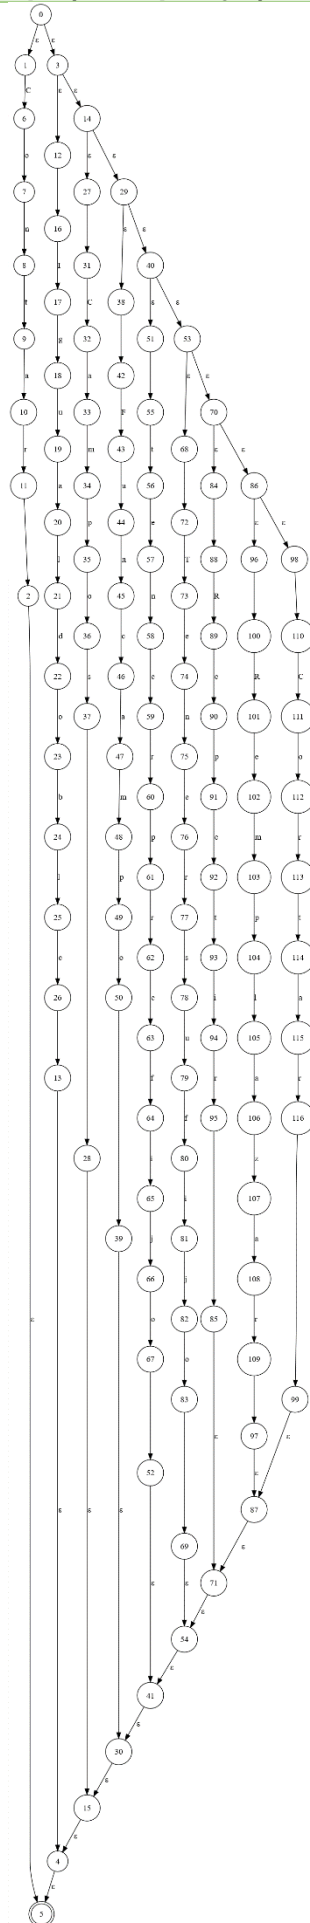 0
ε ε
1 3
C ε ε
6 14
12
o ε ε
7 27 29
n ε ε
8 16 31 40
t I C ε ε
9 17 32 38 51 53
a g a ε ε
10 18 33 42 55 70
r u m F t ε ε
11 19 34 43 56 68 84 86
a p u e ε ε
20 35 44 57 72 88 96 98
l o n n T R
2 21 36 45 58 73 89 100 110
d s c e e e R C
22 37 46 59 74 90 101 111
o a r n p e o
23 47 60 75 91 102 112
b m p e e m r
24 48 61 76 92 103 113
l p r r t p t
25 49 62 77 93 104 114
e o e s i l a
26 50 63 78 94 105 115
f u r a r
13 64 79 95 106 116
i f z
28 65 80 107
j i a
39 66 81 108
o j r
ε 67 82 85 109
o
83 99
52 97
ε ε ε
ε ε ε 69 87
ε ε ε
71
ε
54
ε
41
ε
30
ε
15
ε
4
ε
5